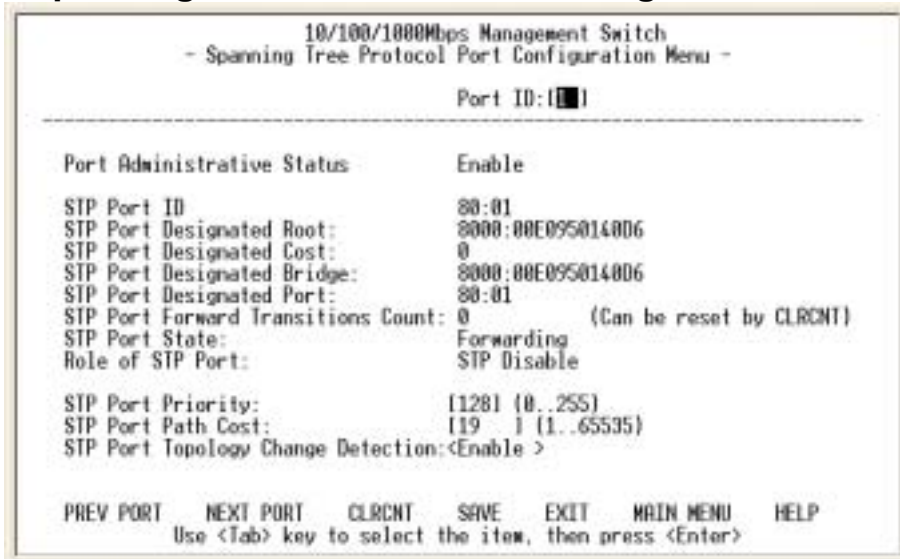 10/100/1000Mbps Management Switch
- Spanning Tree Protocol Port Configuration Menu -
Port ID:[1 ]
Port Administrative Status Enable
STP Port ID 80:01
STP Port Designated Root: 8000:00E0950140D6
STP Port Designated Cost: 0
STP Port Designated Bridge: 8000:00E0950140D6
STP Port Designated Port: 80:01
STP Port Forward Transitions Count: 0 (Can be reset by CLRCNT)
STP Port State: Forwarding
Role of STP Port: STP Disable
STP Port Priority: [128] (0..255)
STP Port Path Cost: [19 ] (1..65535)
STP Port Topology Change Detection:<Enable >
PREV PORT NEXT PORT CLRCNT SAVE EXIT MAIN MENU HELP
Use <Tab> key to select the item, then press <Enter>